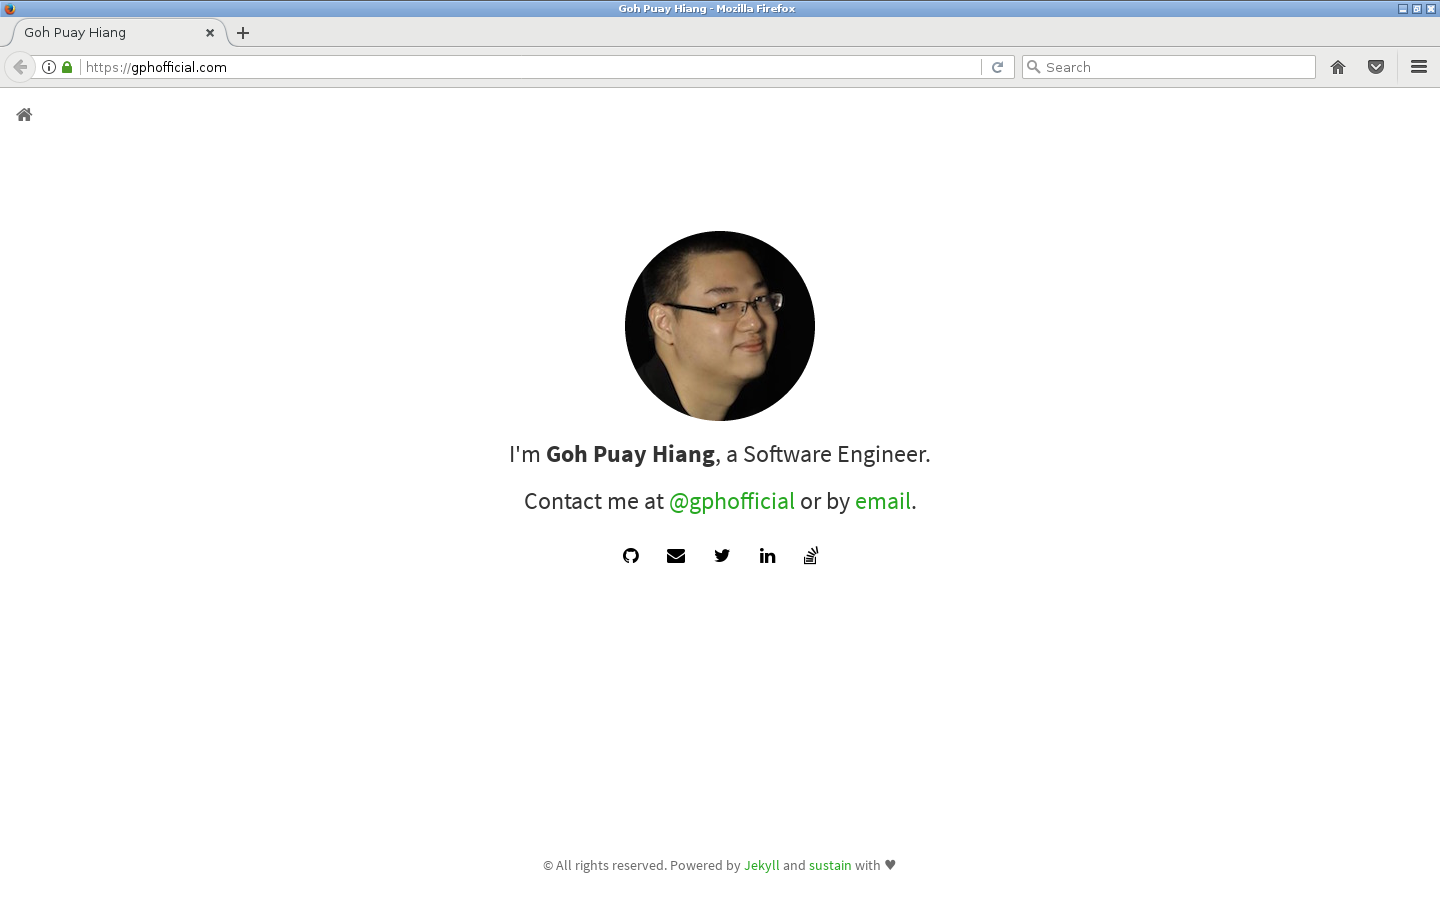 Goh Puay Hiang - Mozilla Firefox
Goh Puay Hiang
https://gphofficial.com
Search
I'm Goh Puay Hiang, a Software Engineer.
Contact me at @gphofficial or by email.
© All rights reserved. Powered by Jekyll and sustain with ♥